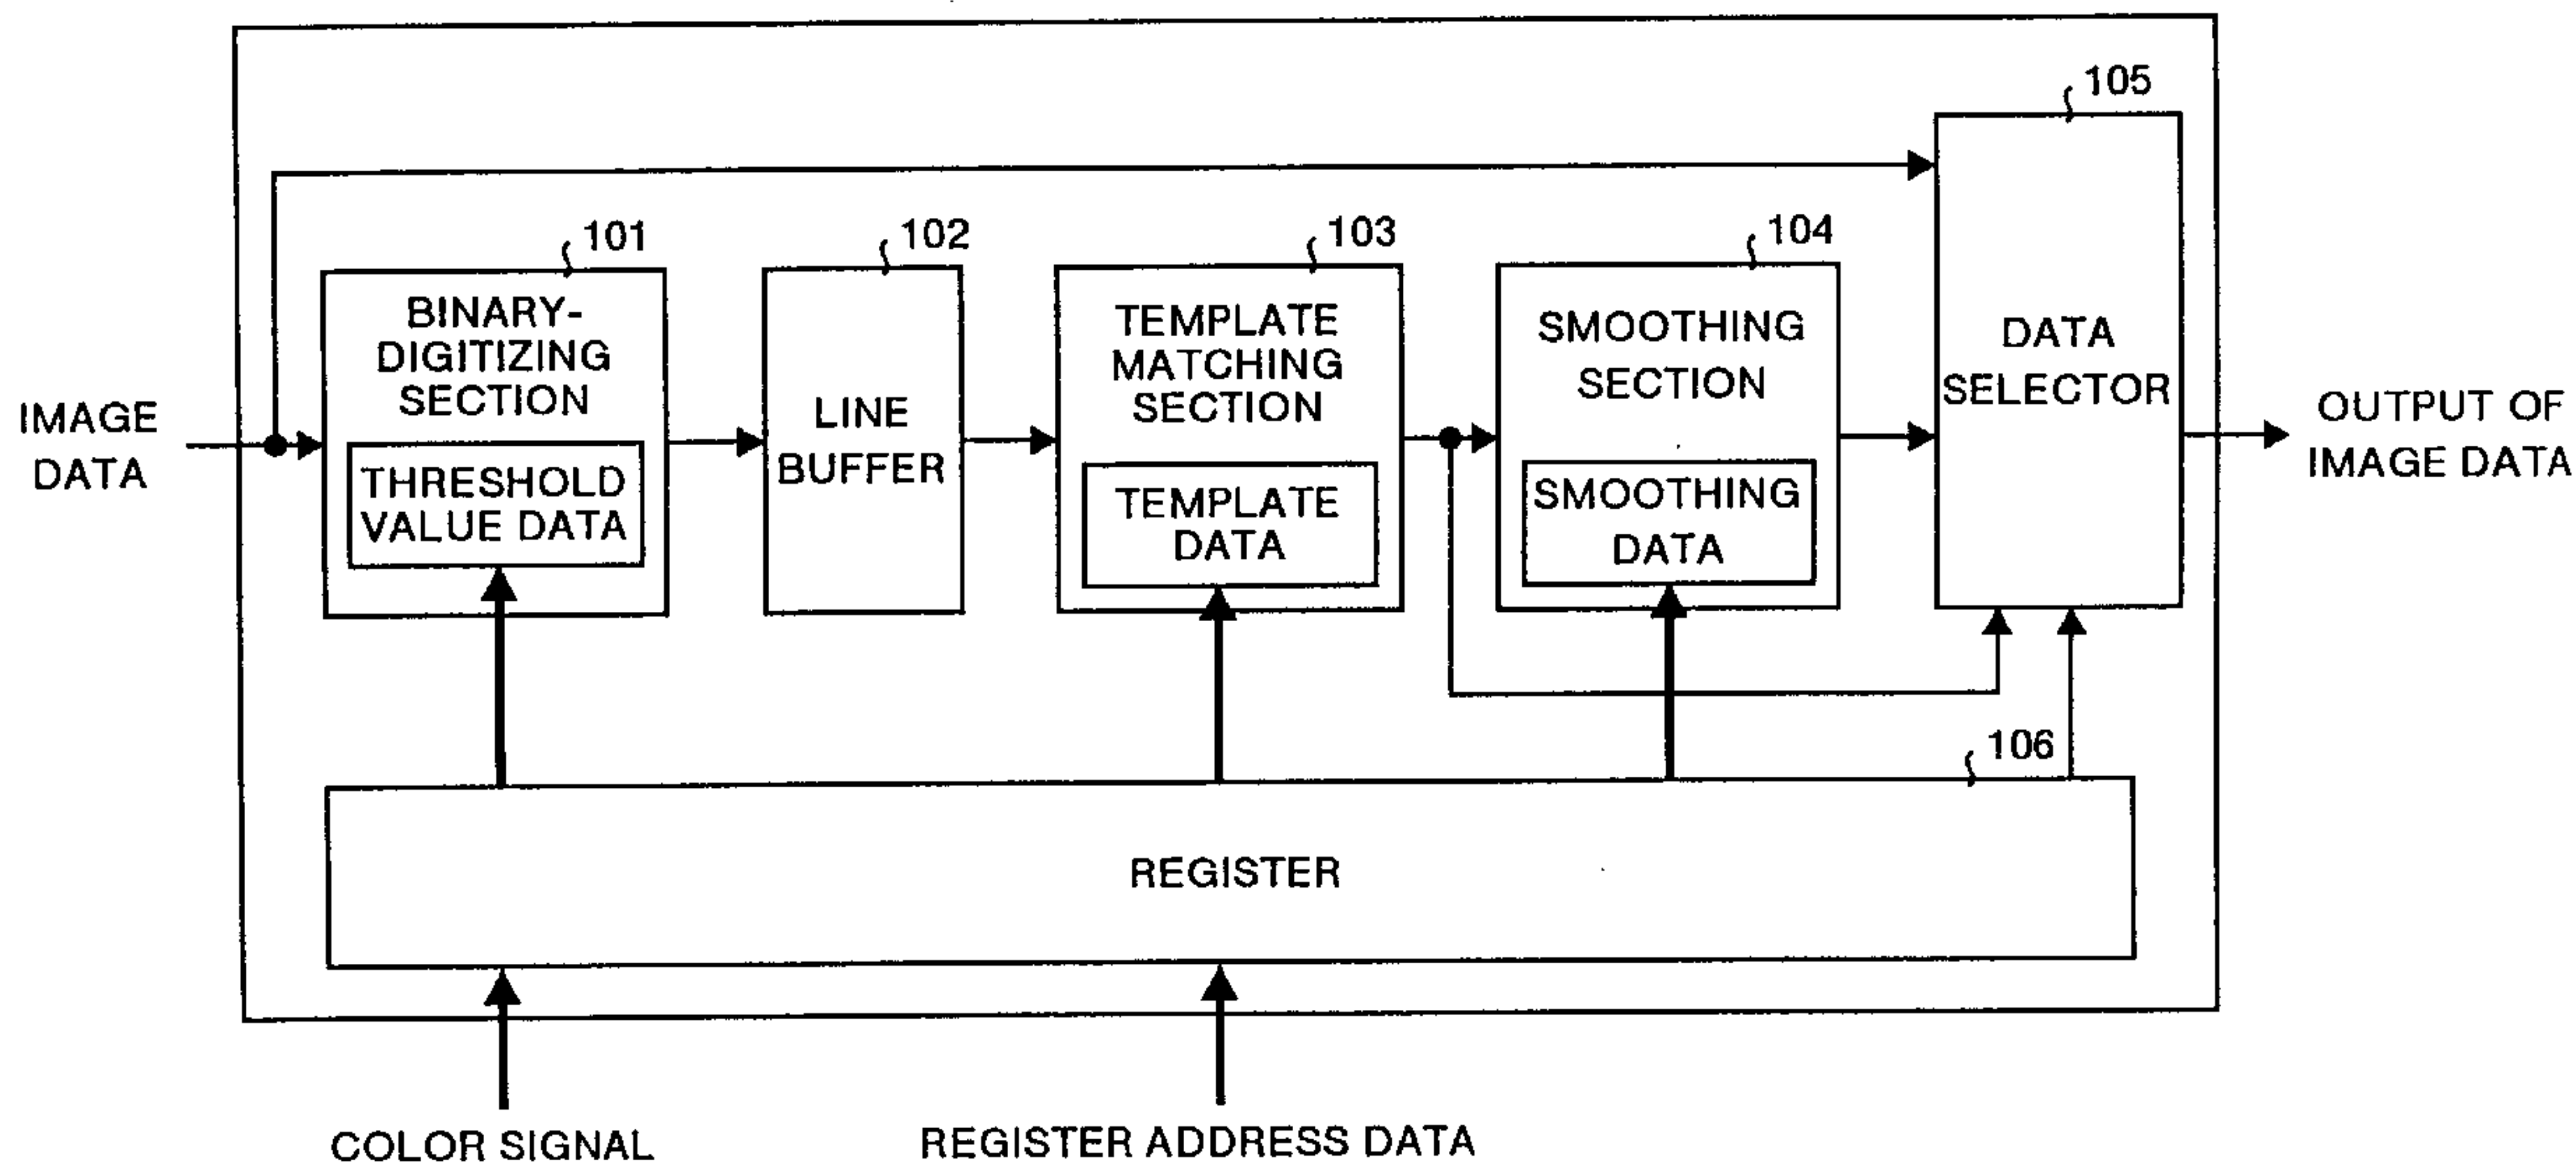 105
101
102
103
104
BINARY-
DIGITIZING
SECTION
THRESHOLD
VALUE DATA
LINE
BUFFER
TEMPLATE
MATCHING
SECTION
TEMPLATE
DATA
SMOOTHING
SECTION
SMOOTHING
DATA
DATA
SELECTOR
IMAGE
DATA
OUTPUT OF
IMAGE DATA
106
REGISTER
COLOR SIGNAL
REGISTER ADDRESS DATA